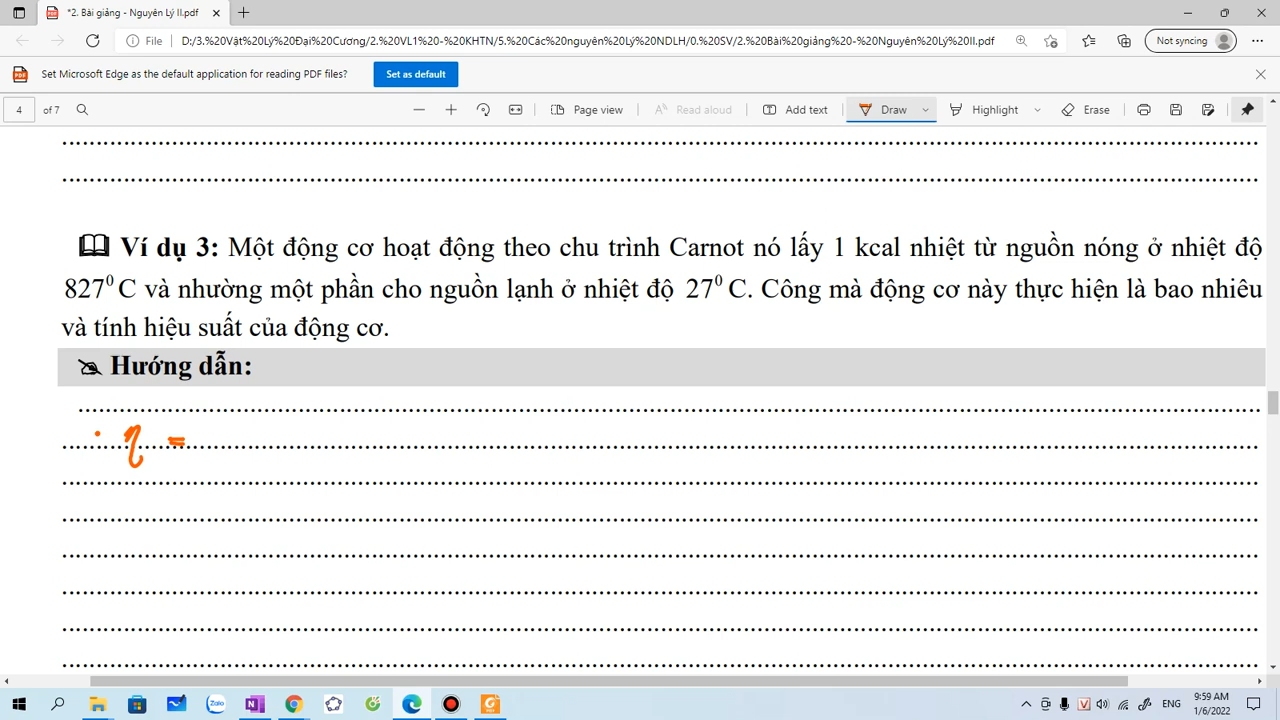 *2. Bài giảng - Nguyên Lý II.pdf
File
D:/3.%20Vật%20Lý%20Đại%20Cương/2.%20VL1%20-%20KHTN/5.%20Các%20nguyên%20Lý%20NDLH/0.%20SV/2.%20Bài%20giảng%20-%20Nguyên%20Lý%20II.pdf
Not syncing
Set Microsoft Edge as the default application for reading PDF files?
Set as default
4 of 7
Page view
Read aloud
Add text
Draw
Highlight
Erase
Ví dụ 3: Một động cơ hoạt động theo chu trình Carnot nó lấy 1 kcal nhiệt từ nguồn nóng ở nhiệt độ
827⁰ C và nhường một phần cho nguồn lạnh ở nhiệt độ 27⁰ C. Công mà động cơ này thực hiện là bao nhiêu
và tính hiệu suất của động cơ.
Hướng dẫn:
η =
Zalo
ENG
9:59 AM
1/6/2022